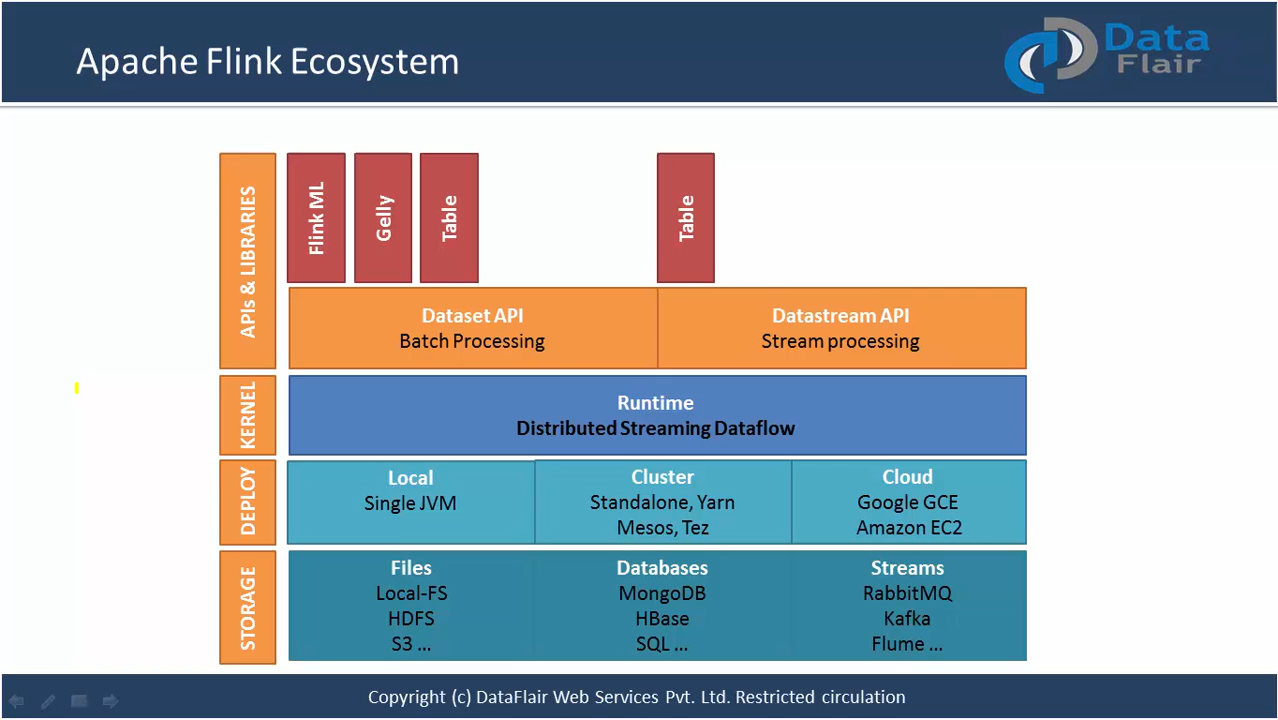 Apache Flink Ecosystem
Data
Flair
APIs & LIBRARIES
Flink ML
Gelly
Table
Table
Dataset API
Batch Processing
Datastream API
Stream processing
KERNEL
Runtime
Distributed Streaming Dataflow
DEPLOY
Local
Single JVM
Cluster
Standalone, Yarn
Mesos, Tez
Cloud
Google GCE
Amazon EC2
STORAGE
Files
Local-FS
HDFS
S3 ...
Databases
MongoDB
HBase
SQL ...
Streams
RabbitMQ
Kafka
Flume ...
Copyright (c) DataFlair Web Services Pvt. Ltd. Restricted circulation